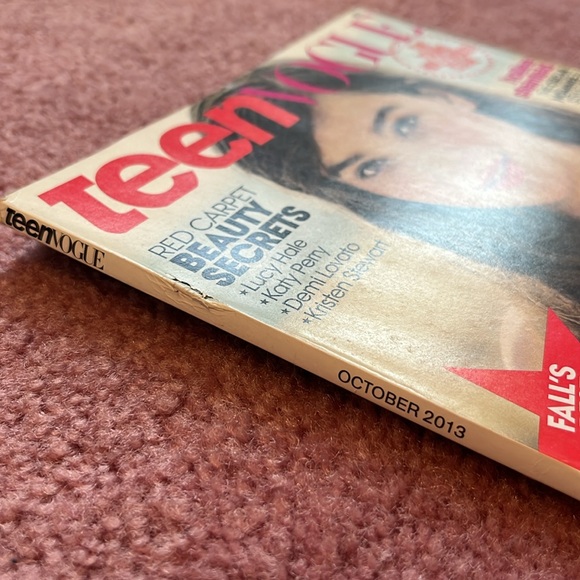 teenVOGUE
RED CARPET
BEAUTY
SECRETS
*Lucy Hale
*Katy Perry
*Demi Lovato
*Kristen Stewart
FALL'S
teenVOGUE
OCTOBER 2013